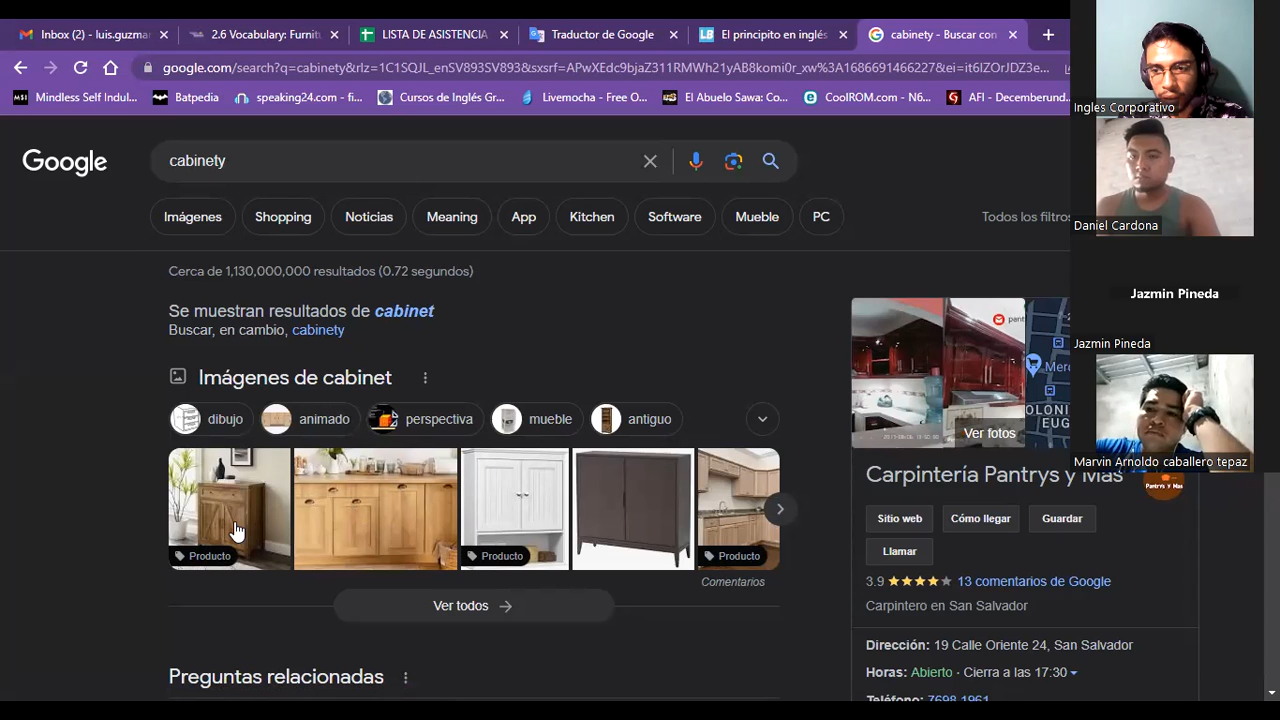 Inbox (2) - luis.guzma
2.6 Vocabulary: Furnit
LISTA DE ASISTENCIA
Traductor de Google
El principito en inglés
cabinety - Buscar con
google.com/search?q=cabinety&rlz=1C1SQJL_enSV893SV893&sxsrf=APwXEdc9bjaZ311RMWh21yAB8komi0r_xw%3A1686691466227&ei=it6IZOrJDZ3e...
Mindless Self Indul...
Batpedia
speaking24.com - fi...
Cursos de Inglés Gr...
Livemocha - Free O...
El Abuelo Sawa: Co...
CoolROM.com - N6...
AFI - Decemberund...
Ingles Corporativo
Google
cabinety
Imágenes
Shopping
Noticias
Meaning
App
Kitchen
Software
Mueble
PC
Todos los filtros
Daniel Cardona
Cerca de 1,130,000,000 resultados (0.72 segundos)
Jazmin Pineda
Se muestran resultados de cabinet
Buscar, en cambio, cabinety
Jazmin Pineda
Imágenes de cabinet
dibujo
animado
perspectiva
mueble
antiguo
Ver fotos
Marvin Arnoldo caballero tepaz
Carpintería Pantrys y Mas
Sitio web
Cómo llegar
Guardar
Llamar
Producto
Producto
Producto
Comentarios
3.9
13 comentarios de Google
Carpintero en San Salvador
Ver todos
Dirección: 19 Calle Oriente 24, San Salvador
Horas: Abierto · Cierra a las 17:30
Preguntas relacionadas
Teléfono: 7698 1961